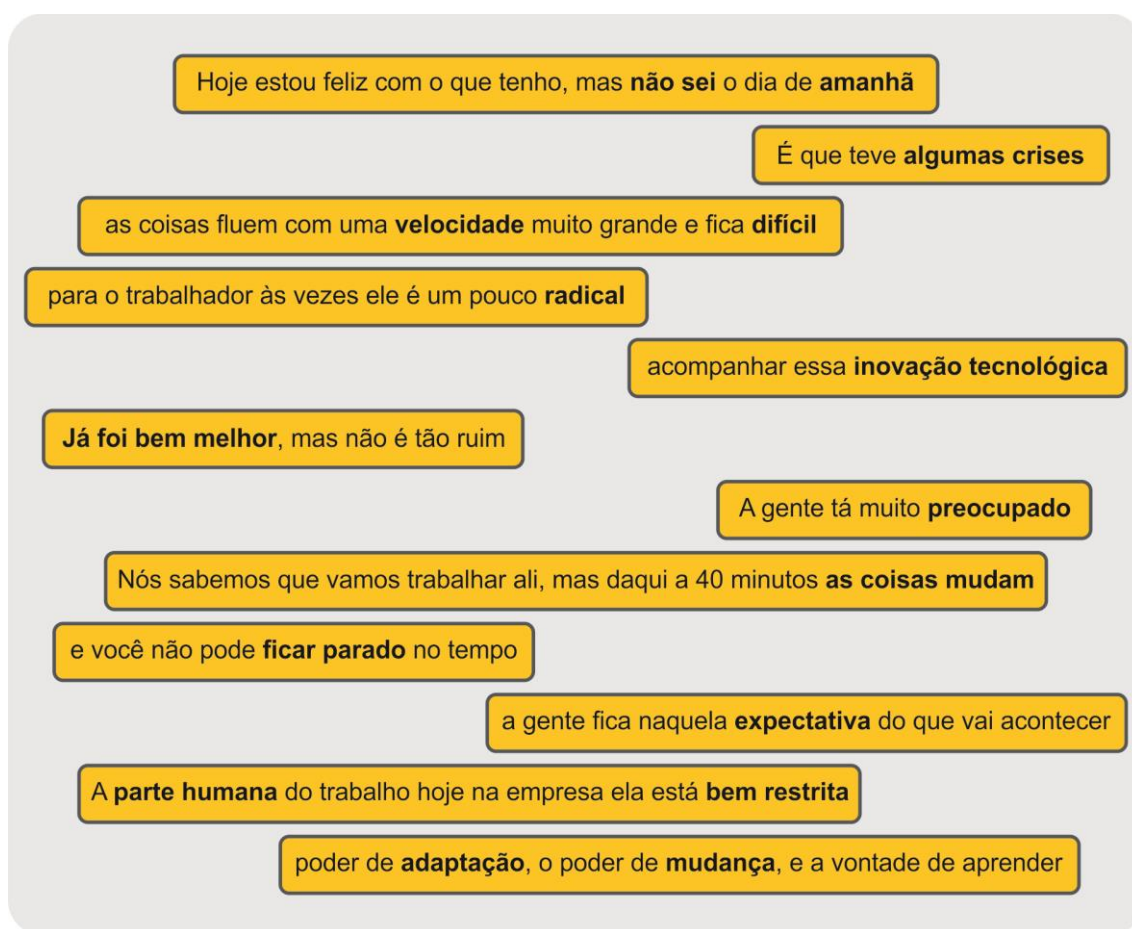 Hoje estou feliz com o que tenho, mas não sei o dia de amanhã
É que teve algumas crises
as coisas fluem com uma velocidade muito grande e fica difícil
para o trabalhador às vezes ele é um pouco radical
acompanhar essa inovação tecnológica
Já foi bem melhor, mas não é tão ruim
A gente tá muito preocupado
Nós sabemos que vamos trabalhar ali, mas daqui a 40 minutos as coisas mudam
e você não pode ficar parado no tempo
a gente fica naquela expectativa do que vai acontecer
A parte humana do trabalho hoje na empresa ela está bem restrita
poder de adaptação, o poder de mudança, e a vontade de aprender